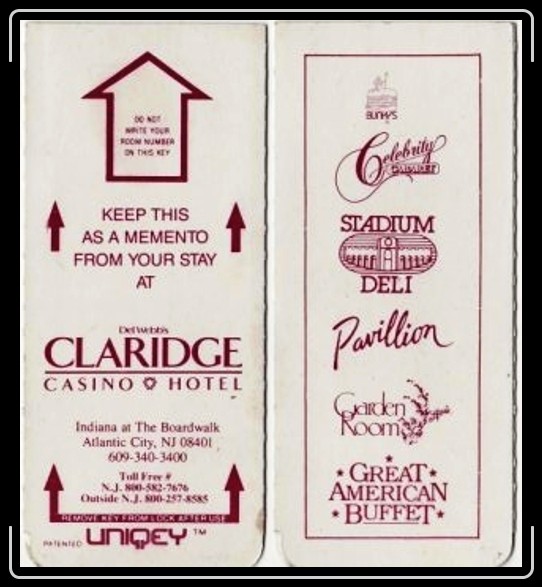 DO NOT
WRITE YOUR
ROOM NUMBER
ON THIS KEY
KEEP THIS
AS A MEMENTO
FROM YOUR STAY
AT
Del Webb's
CLARIDGE
CASINO HOTEL
Indiana at The Boardwalk
Atlantic City, NJ 08401
609-340-3400
Toll Free #
N.J. 800-582-7676
Outside N.J. 800-257-8585
REMOVE KEY FROM LOCK AFTER USE
PATENTED UNIQEY TM
Celebrity
CABARET
STADIUM
DELI
Pavillion
Garden
Room
GREAT
AMERICAN
BUFFET